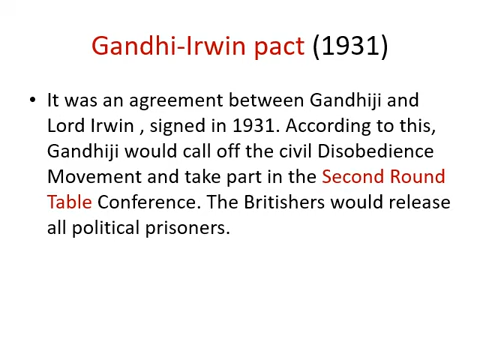 Gandhi-Irwin pact (1931)
• It was an agreement between Gandhiji and
Lord Irwin , signed in 1931. According to this,
Gandhiji would call off the civil Disobedience
Movement and take part in the Second Round
Table Conference. The Britishers would release
all political prisoners.